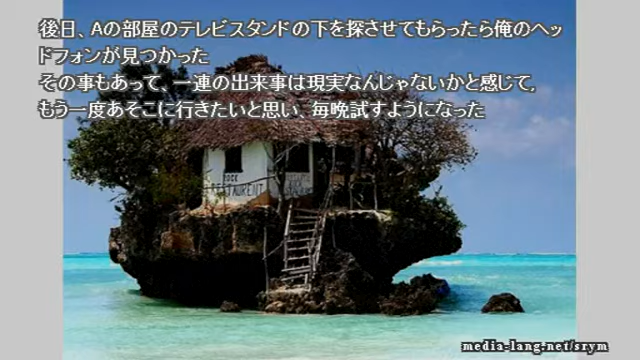 後日、Aの部屋のテレビスタンドの下を探させてもらったら俺のヘッ
ドフォンが見つかった
その事もあって、一連の出来事は現実なんじゃないかと感じて,
もう一度あそこに行きたいと思い、毎晩試すようになった
ROCK
RESTAURENT
media-lang.net/srym